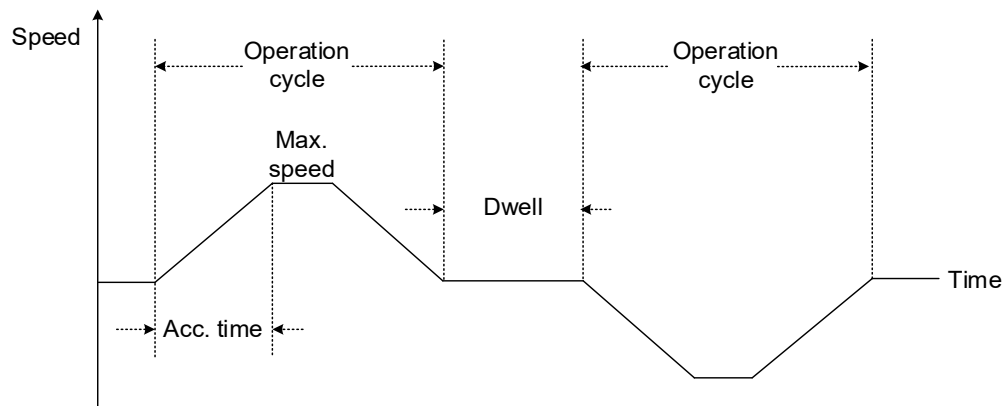 Speed
Operation
cycle
Operation
cycle
Max.
speed
Dwell
Time
Acc. time